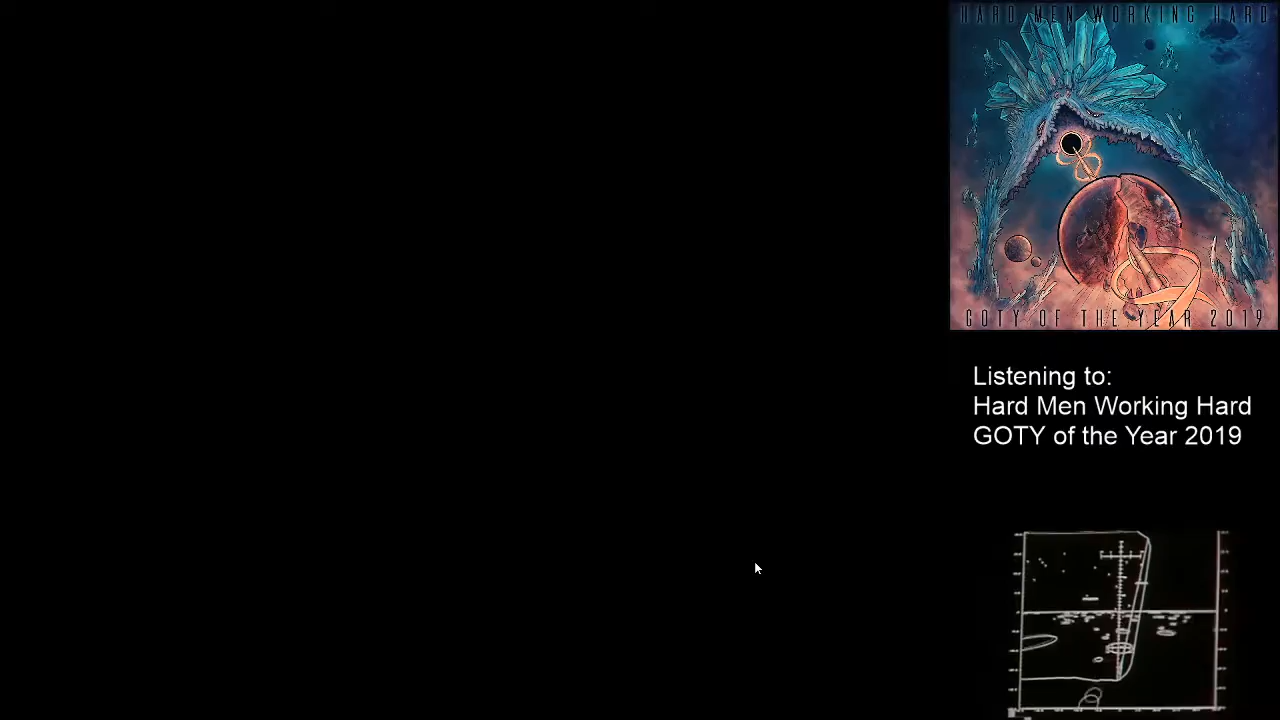 HARD MEN WORKING HARD
GOTY OF THE YEAR 2019
Listening to:
Hard Men Working Hard
GOTY of the Year 2019